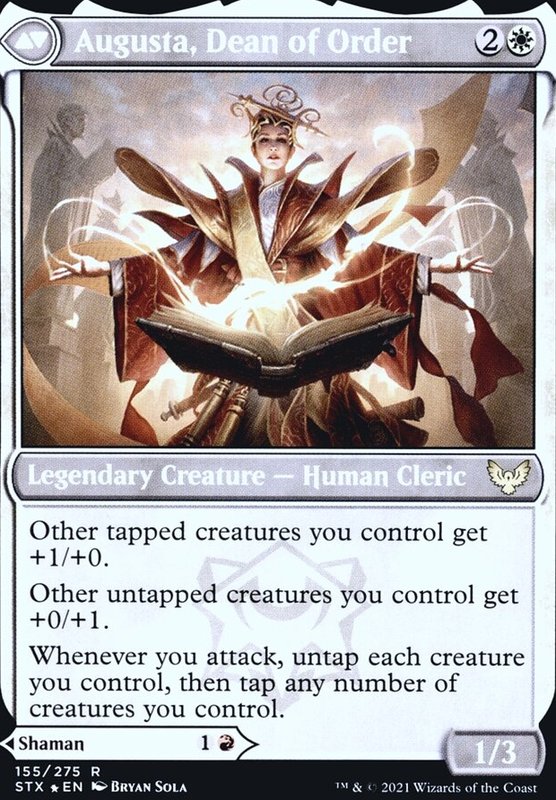 Augusta, Dean of Order 2
Legendary Creature — Human Cleric
Other tapped creatures you control get
+1/+0.
Other untapped creatures you control get
+0/+1.
Whenever you attack, untap each creature
you control, then tap any number of
creatures you control.
Shaman 1
1/3
155/275 R
STX ★ EN Bryan Sola
™ & © 2021 Wizards of the Coast